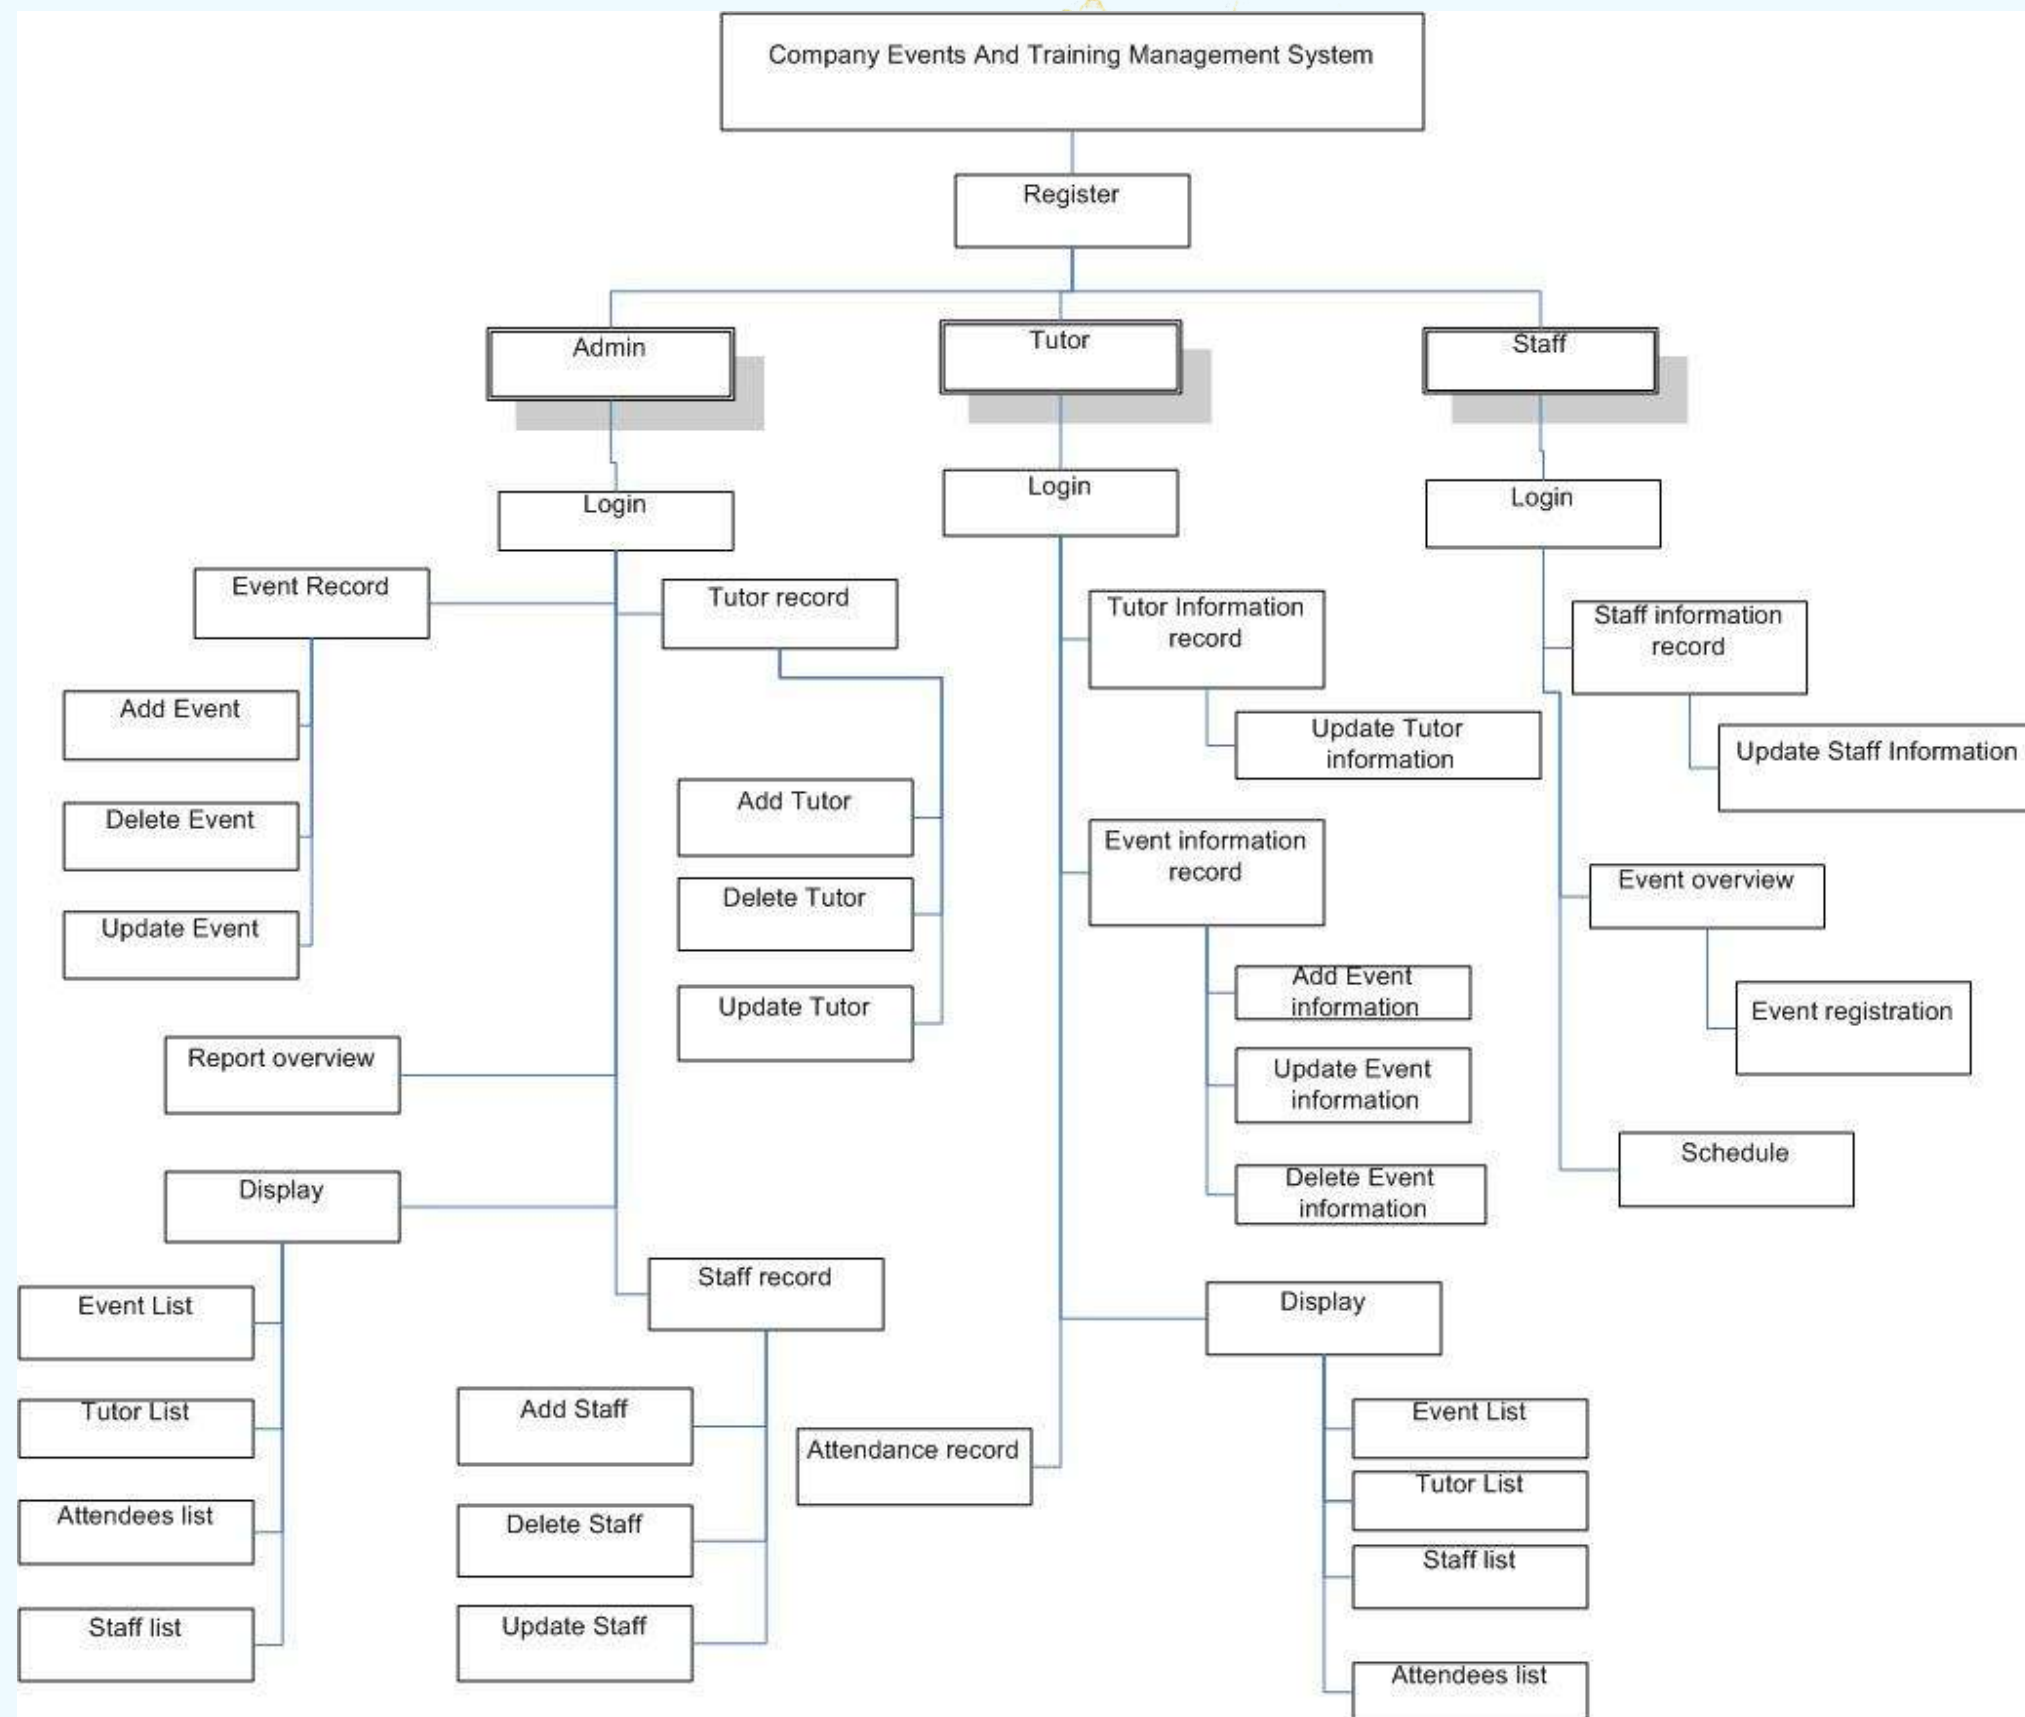 Company Events And Training Management System
Register
Admin
Tutor
Staff
Login
Login
Login
Event Record
Tutor record
Tutor Information
record
Staff information
record
Add Event
Update Tutor
information
Update Staff Information
Delete Event
Add Tutor
Event information
record
Event overview
Update Event
Delete Tutor
Add Event
information
Event registration
Update Tutor
Report overview
Update Event
information
Schedule
Display
Delete Event
information
Event List
Staff record
Display
Tutor List
Add Staff
Attendance record
Event List
Tutor List
Attendees list
Delete Staff
Staff list
Staff list
Update Staff
Attendees list